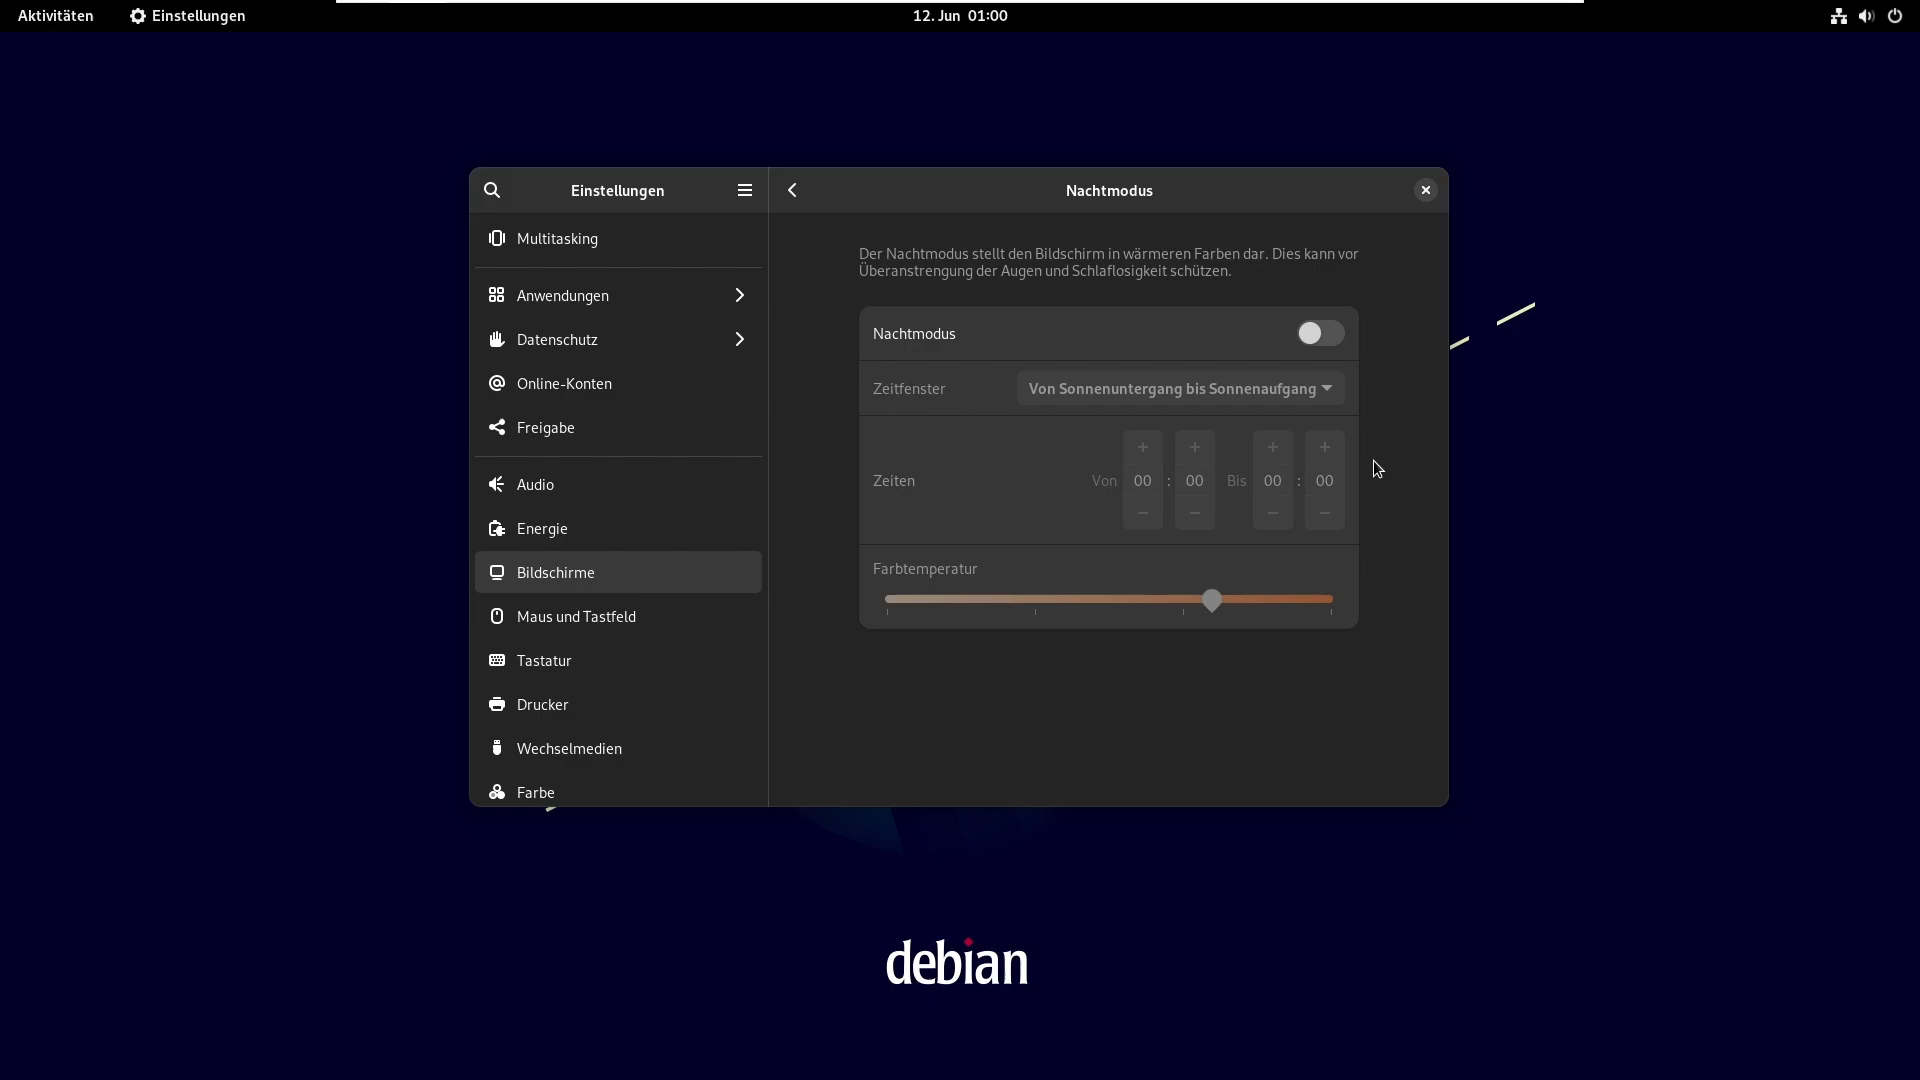 Aktivitäten
Einstellungen
12. Jun 01:00
Einstellungen
Multitasking
Anwendungen
Datenschutz
Online-Konten
Freigabe
Audio
Energie
Bildschirme
Maus und Tastfeld
Tastatur
Drucker
Wechselmedien
Farbe
Nachtmodus
Der Nachtmodus stellt den Bildschirm in wärmeren Farben dar. Dies kann vor
Überanstrengung der Augen und Schlaflosigkeit schützen.
Nachtmodus
Zeitfenster Von Sonnenuntergang bis Sonnenaufgang
+ + + +
Zeiten Von 00 : 00 Bis 00 : 00
− − − −
Farbtemperatur
debian